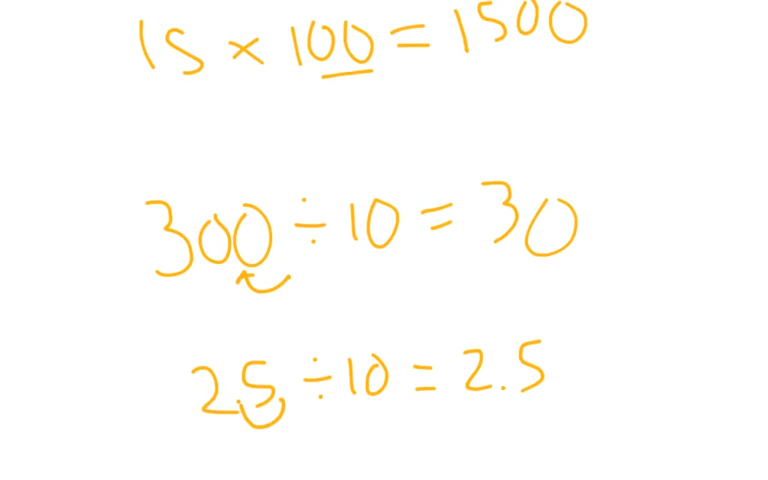 15 × 100 = 1500
300 ÷ 10 = 30
25 ÷ 10 = 2.5